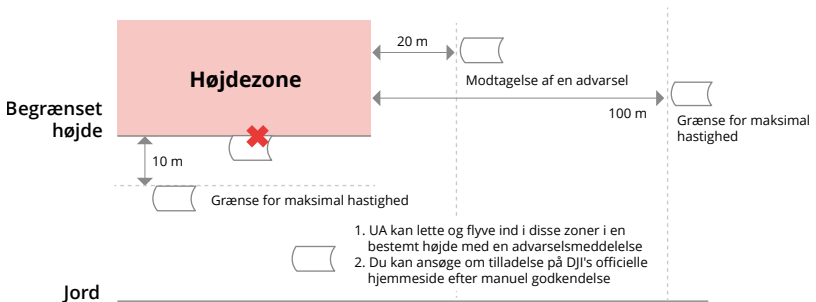 20 m
Højdezone
Modtagelse af en advarsel
Begrænset
højde
100 m
Grænse for maksimal
hastighed
10 m
Grænse for maksimal hastighed
1. UA kan lette og flyve ind i disse zoner i en
bestemt højde med en advarselsmeddelelse
2. Du kan ansøge om tilladelse på DJI's officielle
hjemmeside efter manuel godkendelse
Jord